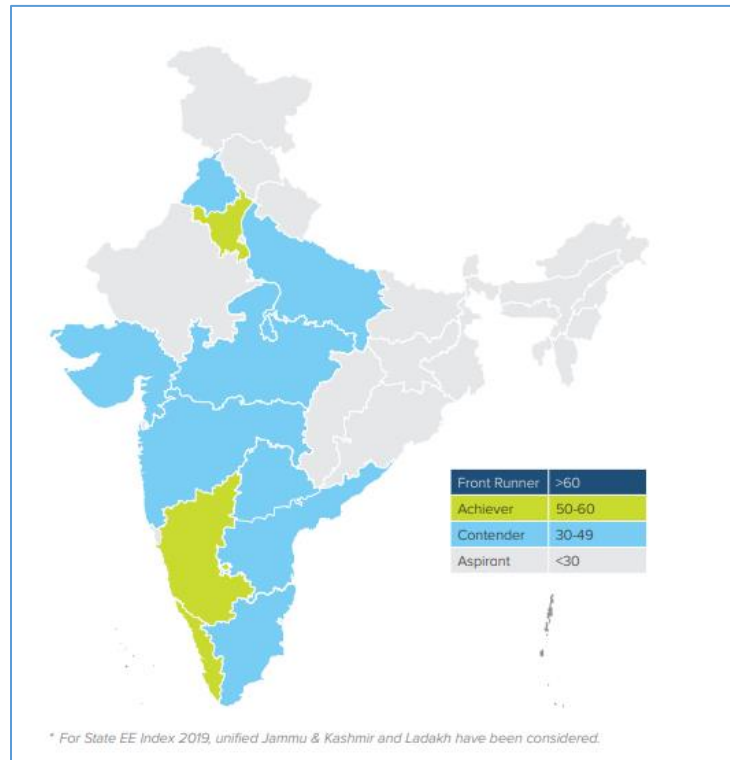 Front Runner >60
Achiever 50-60
Contender 30-49
Aspirant <30
* For State EE Index 2019, unified Jammu & Kashmir and Ladakh have been considered.